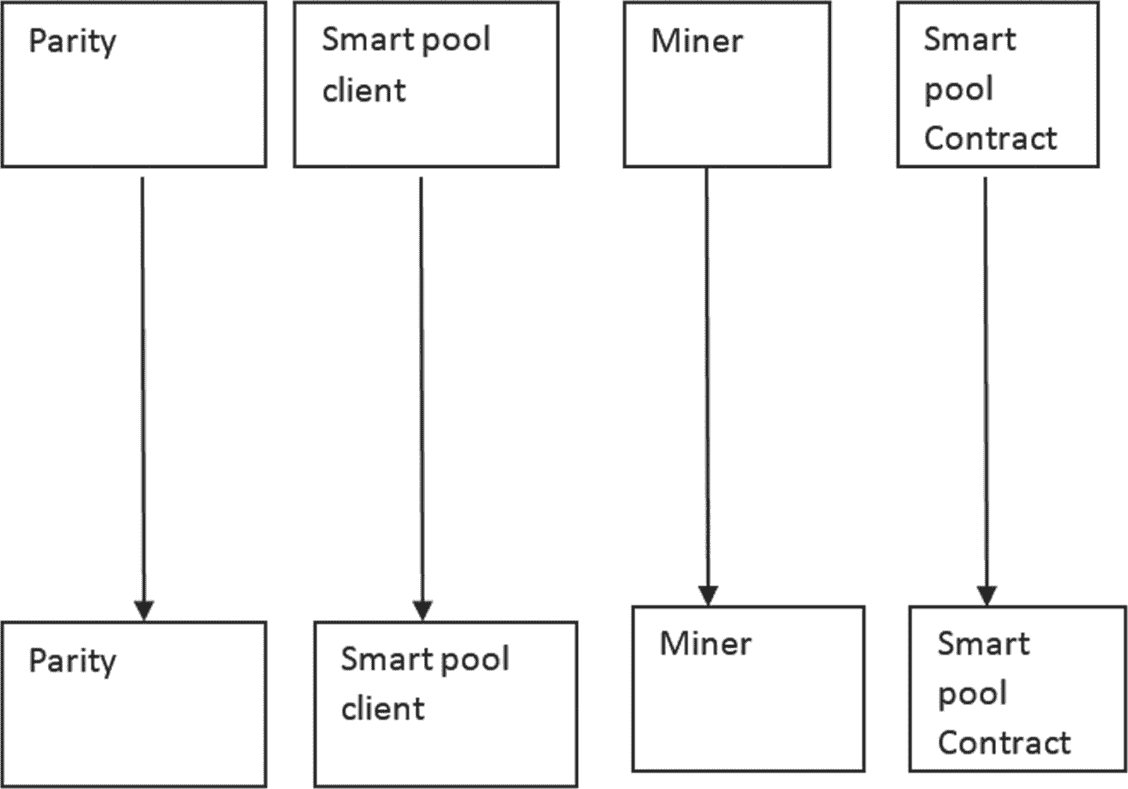 Parity
Smart pool
client
Miner
Smart
pool
Contract
Parity
Smart pool
client
Miner
Smart
pool
Contract